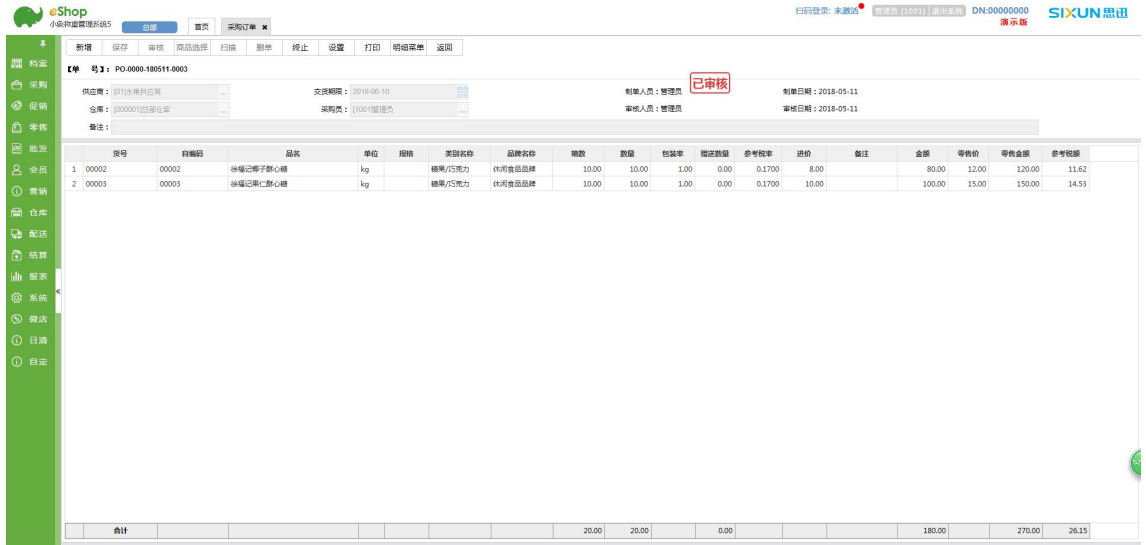 eShop
小象称重管理系统5
总部 首页 采购订单 ✖
扫码登录: 未激活 管理员 [1001] | 退出系统 DN:00000000
演示版
SIXUN思迅
新增 保存 审核 商品选择 扫描 删单 终止 设置 打印 明细菜单 返回
档案
采购
促销
零售
批发
会员
营销
仓库
配送
结算
报表
系统
微店
日清
自定
«
【单 号】: PO-0000-180511-0003
供应商: [01]水果供应商 ... 交货期限: 2018-06-10 制单人员: 管理员 已审核 制单日期: 2018-05-11
仓库: [000001]总部仓库 ... 采购员: [1001]管理员 ... 审核人员: 管理员 审核日期: 2018-05-11
备注:
货号 自编码 品名 单位 规格 类别名称 品牌名称 箱数 数量 包装率 赠送数量 参考税率 进价 备注 金额 零售价 零售金额 参考税额
1 00002 00002 徐福记椰子酥心糖 kg 糖果/巧克力 休闲食品品牌 10.00 10.00 1.00 0.00 0.1700 8.00 80.00 12.00 120.00 11.62
2 00003 00003 徐福记果仁酥心糖 kg 糖果/巧克力 休闲食品品牌 10.00 10.00 1.00 0.00 0.1700 10.00 100.00 15.00 150.00 14.53
合计 20.00 20.00 0.00 180.00 270.00 26.15